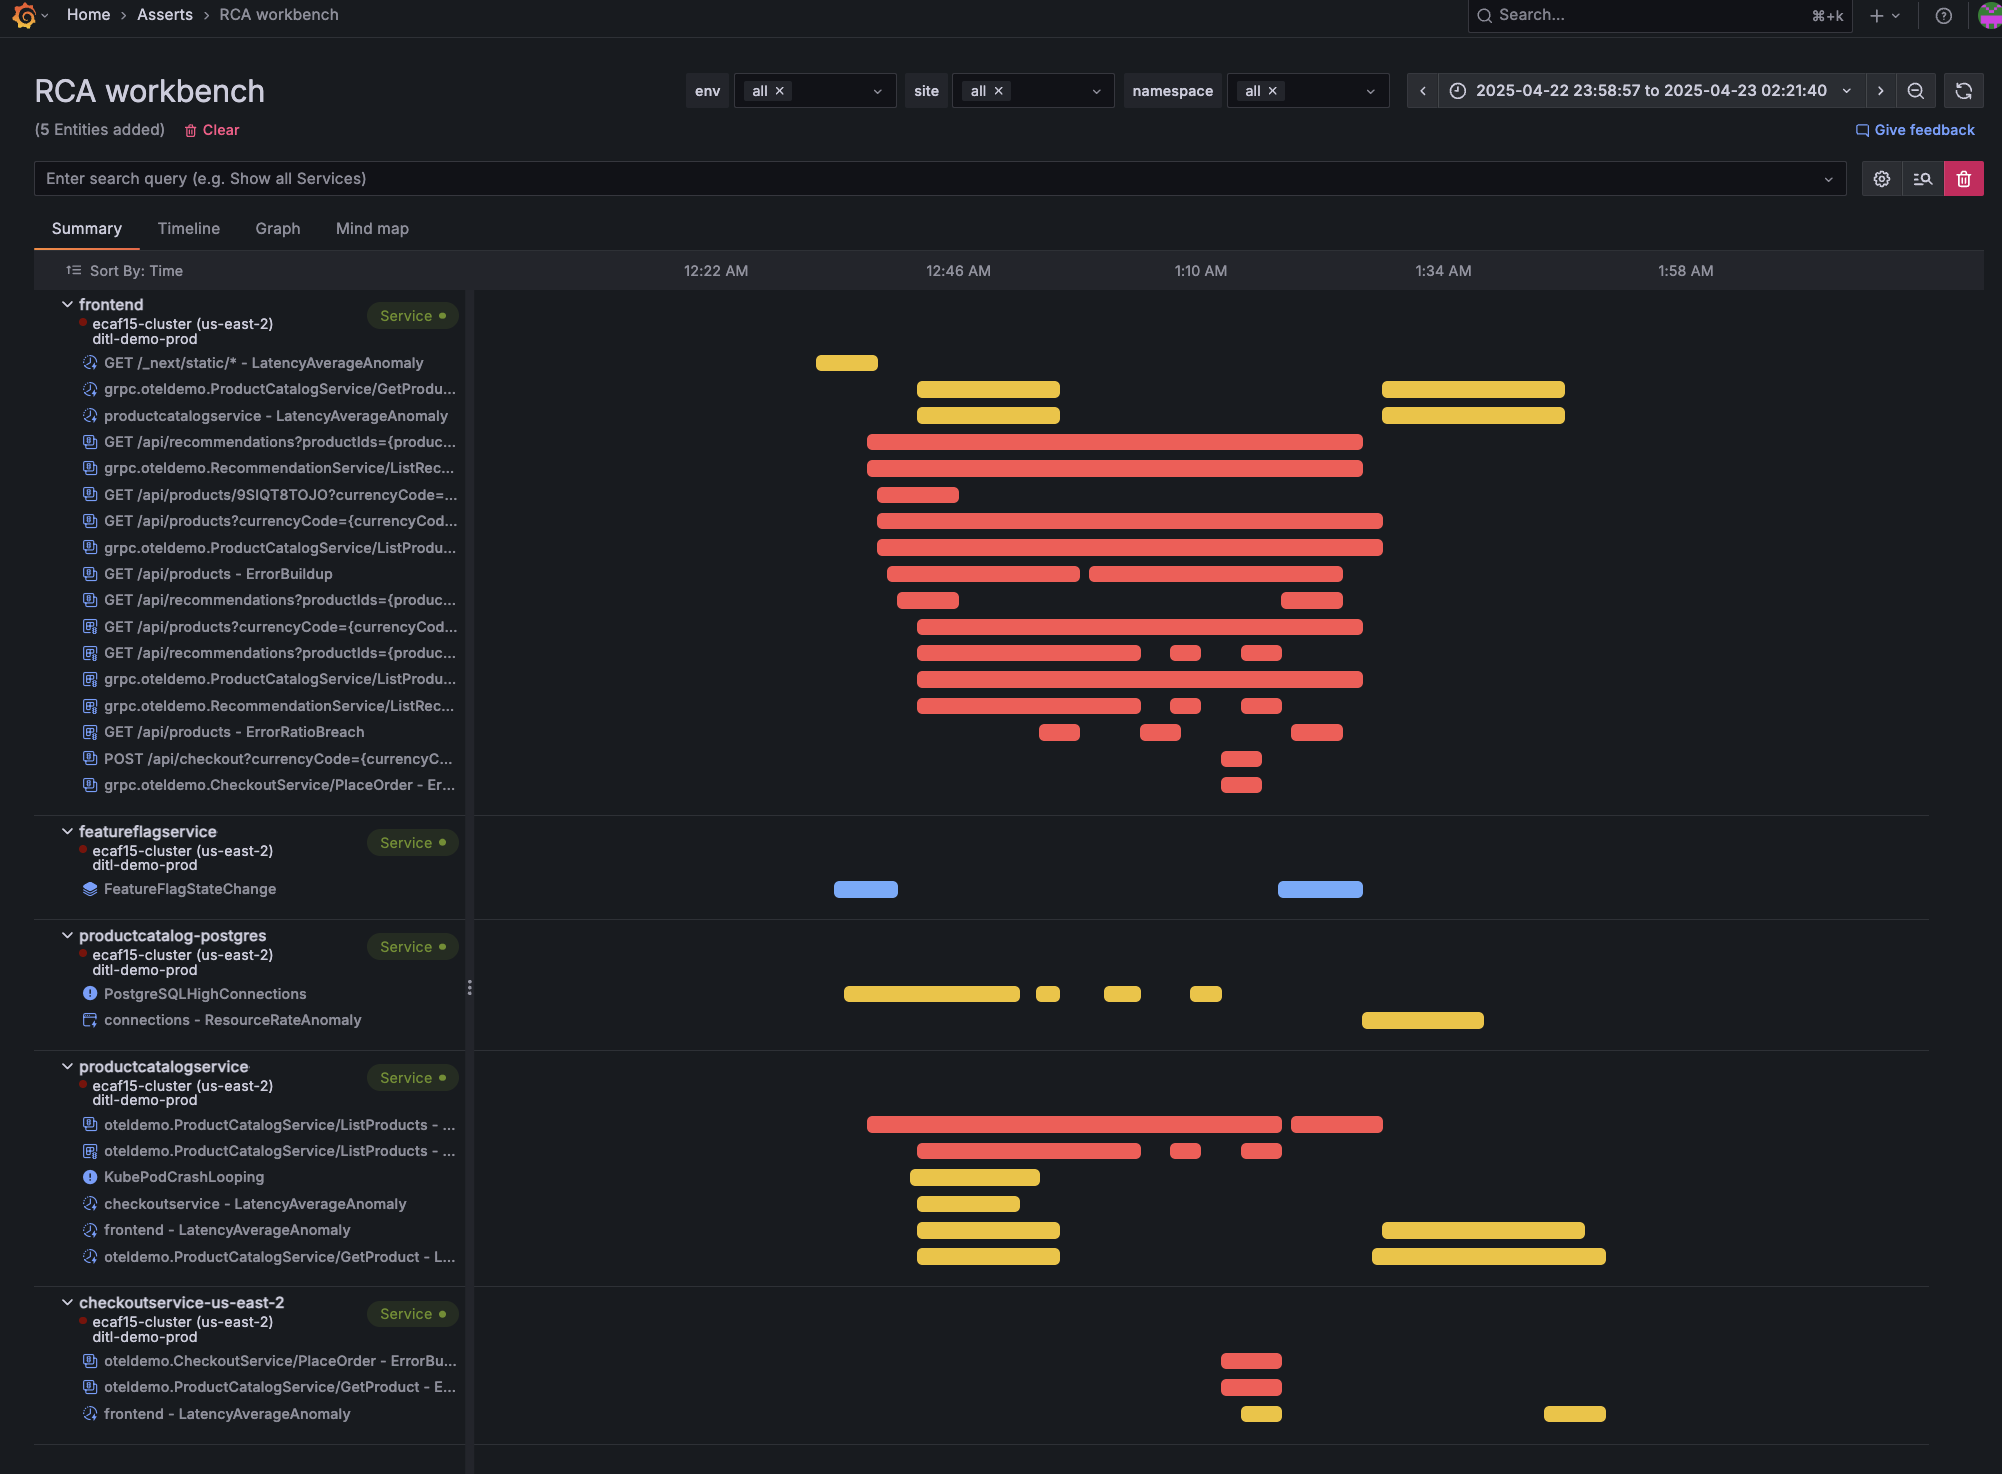 Home › Asserts › RCA workbench
Search... ⌘+k
RCA workbench
env all × site all × namespace all × 2025-04-22 23:58:57 to 2025-04-23 02:21:40
(5 Entities added) Clear
Give feedback
Enter search query (e.g. Show all Services)
Summary Timeline Graph Mind map
Sort By: Time 12:22 AM 12:46 AM 1:10 AM 1:34 AM 1:58 AM
frontend
Service
ecaf15-cluster (us-east-2)
ditl-demo-prod
GET /_next/static/* - LatencyAverageAnomaly
grpc.oteldemo.ProductCatalogService/GetProdu...
productcatalogservice - LatencyAverageAnomaly
GET /api/recommendations?productIds={produc...
grpc.oteldemo.RecommendationService/ListRec...
GET /api/products/9SIQT8TOJO?currencyCode=...
GET /api/products?currencyCode={currencyCod...
grpc.oteldemo.ProductCatalogService/ListProdu...
GET /api/products - ErrorBuildup
GET /api/recommendations?productIds={produc...
GET /api/products?currencyCode={currencyCod...
GET /api/recommendations?productIds={produc...
grpc.oteldemo.ProductCatalogService/ListProdu...
grpc.oteldemo.RecommendationService/ListRec...
GET /api/products - ErrorRatioBreach
POST /api/checkout?currencyCode={currencyC...
grpc.oteldemo.CheckoutService/PlaceOrder - Er...
featureflagservice
Service
ecaf15-cluster (us-east-2)
ditl-demo-prod
FeatureFlagStateChange
productcatalog-postgres
Service
ecaf15-cluster (us-east-2)
ditl-demo-prod
PostgreSQLHighConnections
connections - ResourceRateAnomaly
productcatalogservice
Service
ecaf15-cluster (us-east-2)
ditl-demo-prod
oteldemo.ProductCatalogService/ListProducts - ...
oteldemo.ProductCatalogService/ListProducts - ...
KubePodCrashLooping
checkoutservice - LatencyAverageAnomaly
frontend - LatencyAverageAnomaly
oteldemo.ProductCatalogService/GetProduct - L...
checkoutservice-us-east-2
Service
ecaf15-cluster (us-east-2)
ditl-demo-prod
oteldemo.CheckoutService/PlaceOrder - ErrorBu...
oteldemo.ProductCatalogService/GetProduct - E...
frontend - LatencyAverageAnomaly